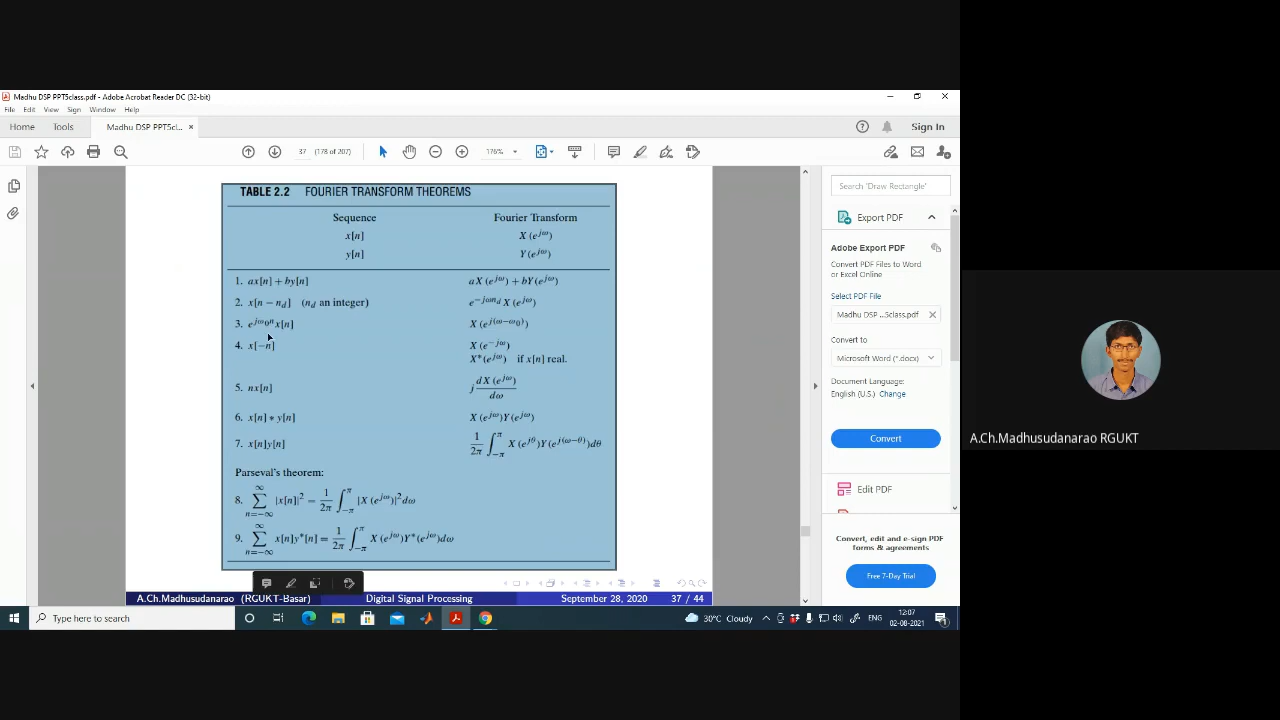 Madhu DSP PPT5class.pdf - Adobe Acrobat Reader DC (32-bit)
File Edit View Sign Window Help
Home Tools Madhu DSP PPT5cl... × Sign In
37 (178 of 207) 176%
TABLE 2.2 FOURIER TRANSFORM THEOREMS
Sequence Fourier Transform
x[n] X(e^{jω})
y[n] Y(e^{jω})
1. ax[n] + by[n] aX(e^{jω}) + bY(e^{jω})
2. x[n − n_d] (n_d an integer) e^{−jωn_d} X(e^{jω})
3. e^{jω_0n}x[n] X(e^{j(ω−ω_0)})
4. x[−n] X(e^{−jω})
X*(e^{jω}) if x[n] real.
5. nx[n] j dX(e^{jω})/dω
6. x[n] ∗ y[n] X(e^{jω})Y(e^{jω})
7. x[n]y[n] 1/2π ∫_{−π}^{π} X(e^{jθ})Y(e^{j(ω−θ)})dθ
Parseval's theorem:
8. ∑_{n=−∞}^{∞} |x[n]|² = 1/2π ∫_{−π}^{π} |X(e^{jω})|²dω
9. ∑_{n=−∞}^{∞} x[n]y*[n] = 1/2π ∫_{−π}^{π} X(e^{jω})Y*(e^{jω})dω
A.Ch.Madhusudanarao (RGUKT-Basar) Digital Signal Processing September 28, 2020 37 / 44
Search "Draw Rectangle"
Export PDF
Adobe Export PDF
Convert PDF Files to Word
or Excel Online
Select PDF File
Madhu DSP ...5class.pdf
Convert to
Microsoft Word (*.docx)
Document Language:
English (U.S.) Change
Convert
Edit PDF
Convert, edit and e-sign PDF
forms & agreements
Free 7-Day Trial
Type here to search
30°C Cloudy ENG 12:07
02-08-2021
A.Ch.Madhusudanarao RGUKT